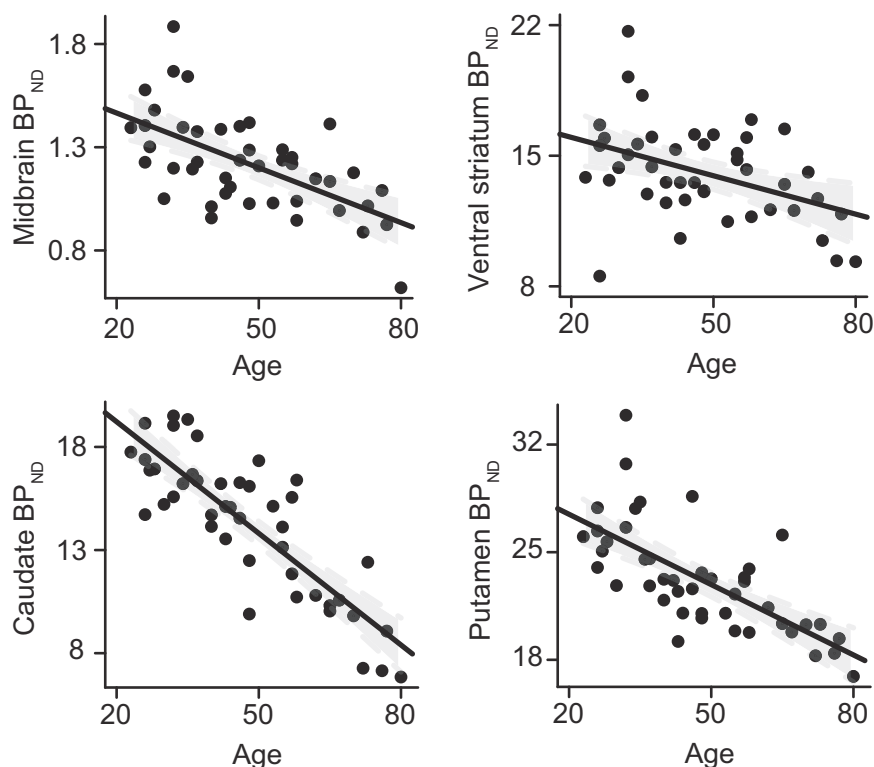 Midbrain BP_ND
1.8
1.3
0.8
20 50 80
Age
Ventral striatum BP_ND
22
15
8
20 50 80
Age
Caudate BP_ND
18
13
8
20 50 80
Age
Putamen BP_ND
32
25
18
20 50 80
Age